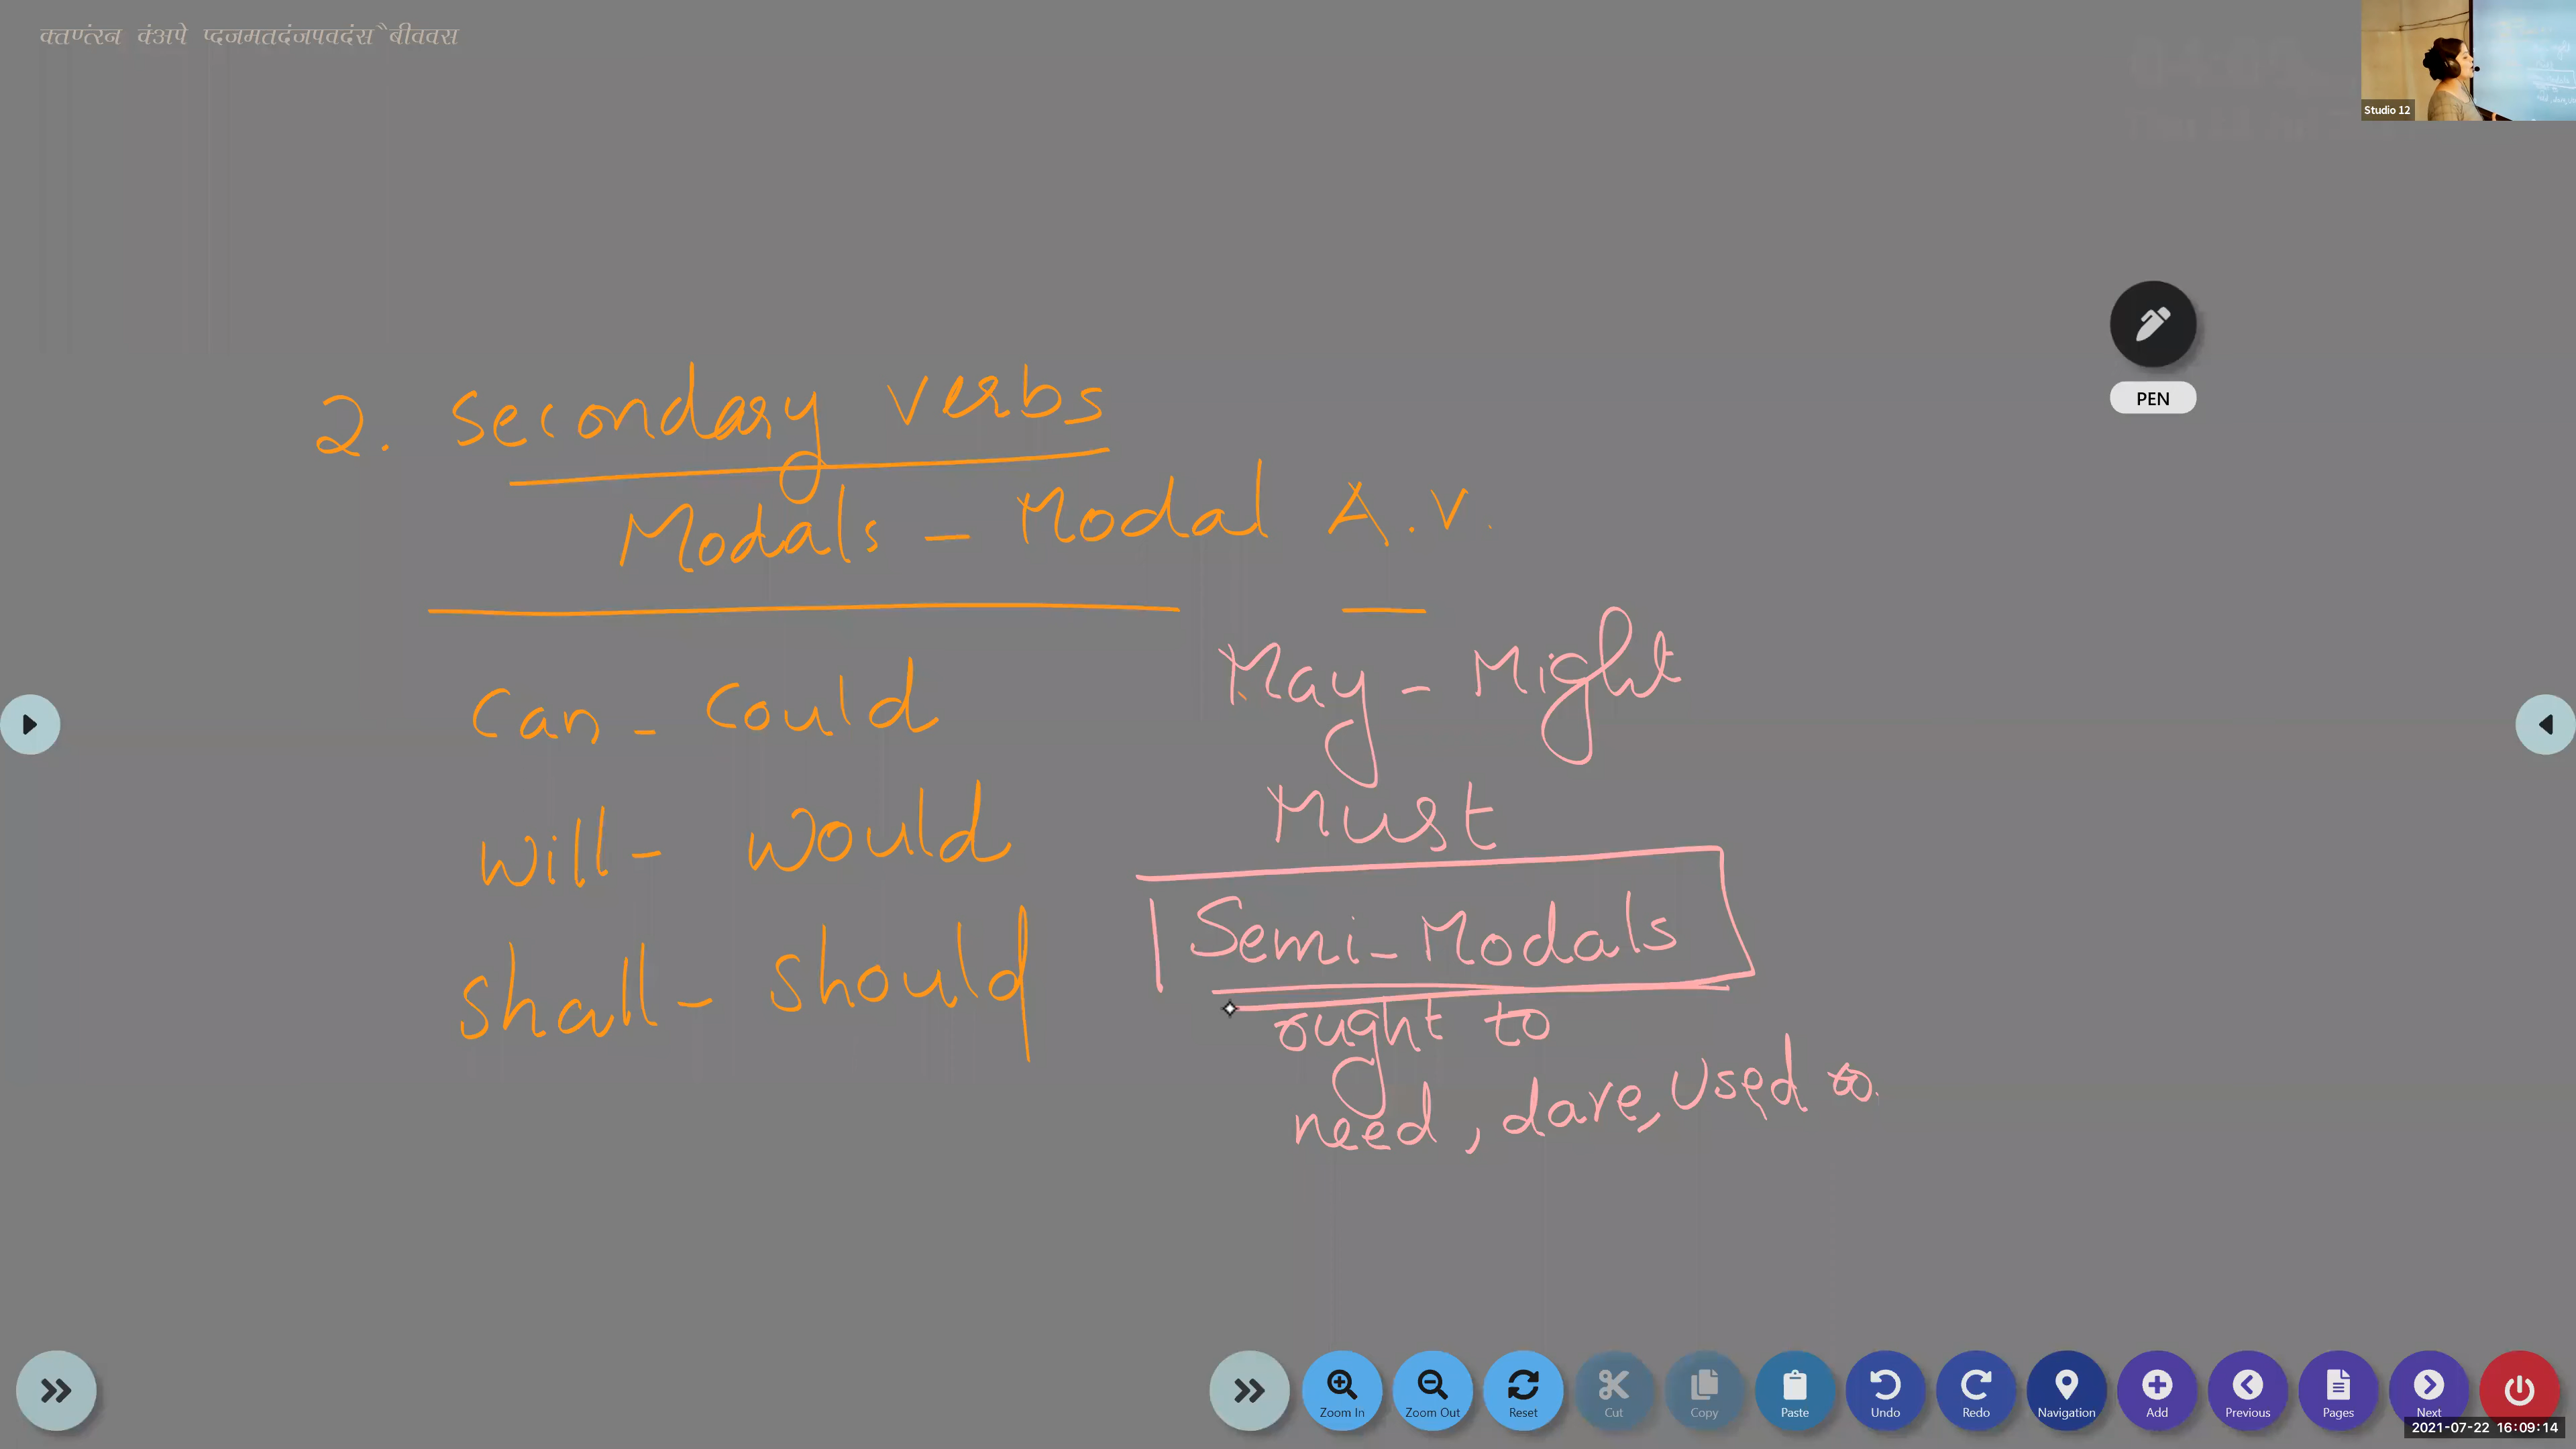 क्तण्ंरन कंअपे प्दजमतदंजपवदंसैबीववस
Studio 12
PEN
2. Secondary verbs
Modals - Modal A.V.
Can - Could
Will - Would
Shall - Should
May - Might
Must
Semi-Modals
ought to
need, dare, Used to.
Zoom In Zoom Out Reset Cut Copy Paste Undo Redo Navigation Add Previous Pages Next
2021-07-22 16:09:14